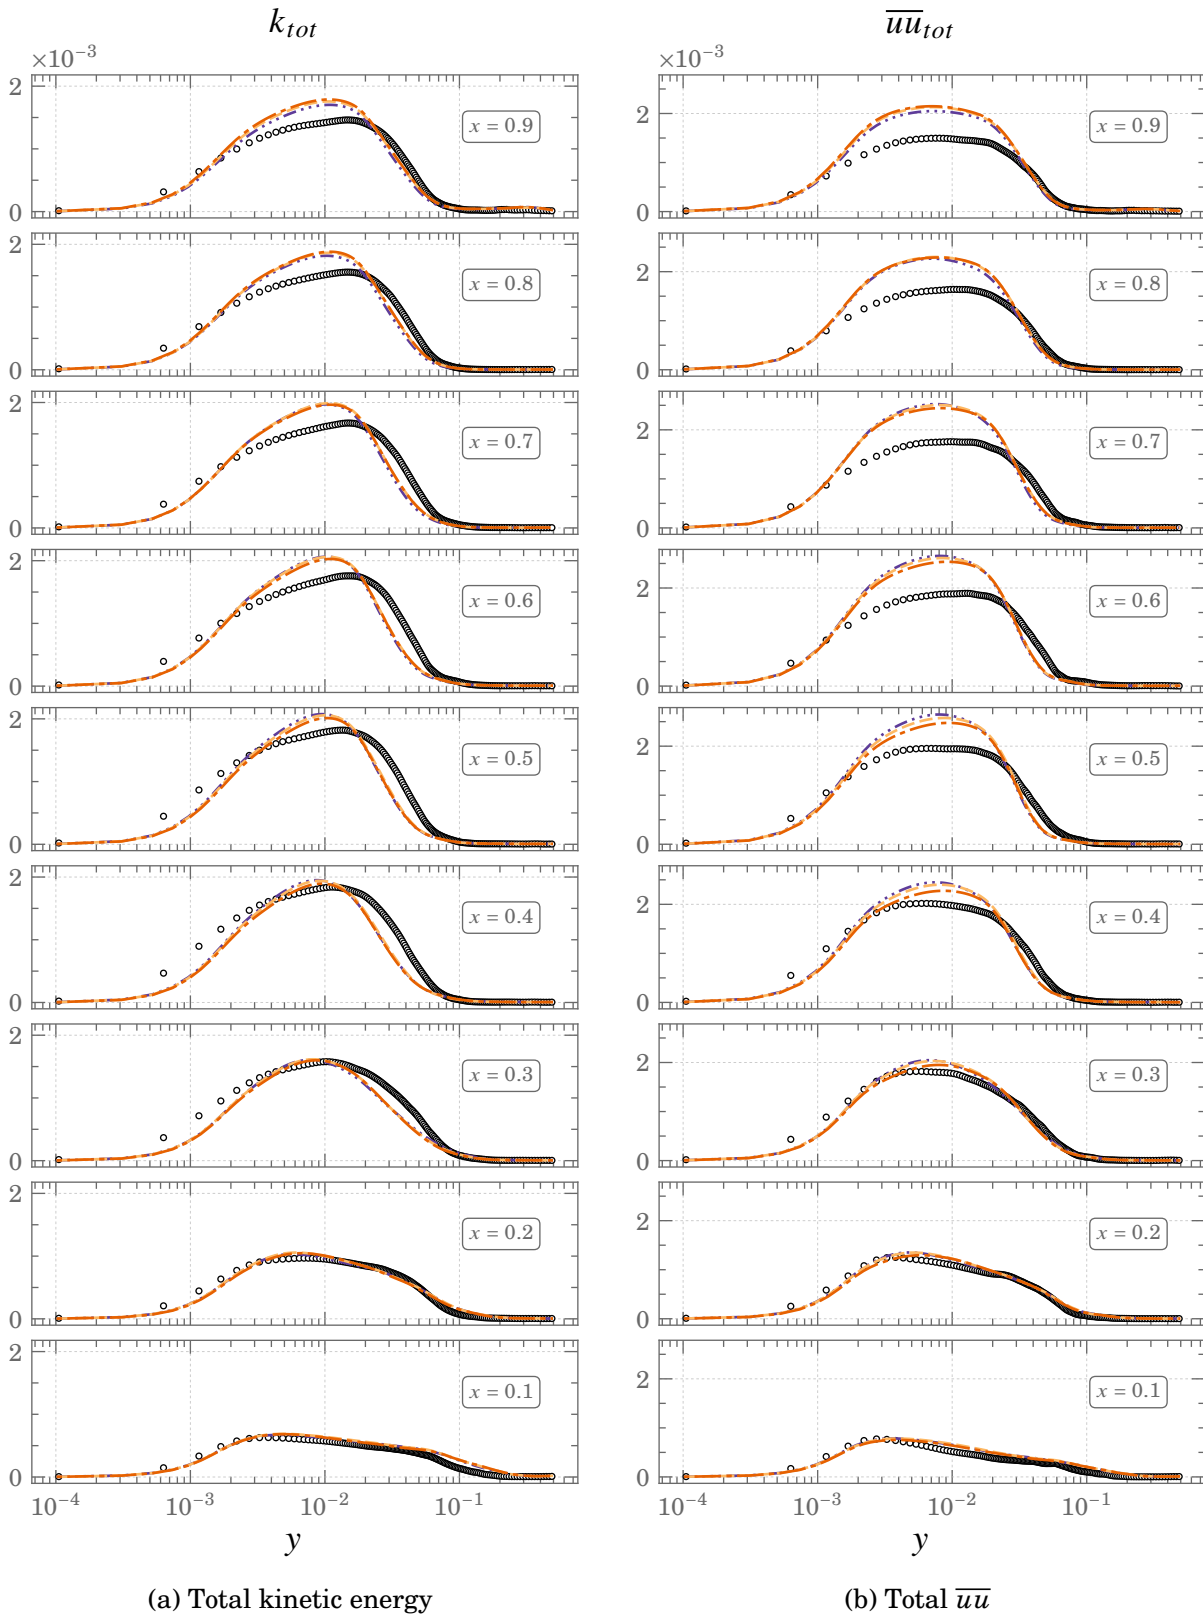 k_tot
u̅u̅_tot
×10⁻³
×10⁻³
2
0
x = 0.9
2
0
x = 0.9
2
0
x = 0.8
2
0
x = 0.8
2
0
x = 0.7
2
0
x = 0.7
2
0
x = 0.6
2
0
x = 0.6
2
0
x = 0.5
2
0
x = 0.5
2
0
x = 0.4
2
0
x = 0.4
2
0
x = 0.3
2
0
x = 0.3
2
0
x = 0.2
2
0
x = 0.2
2
0
x = 0.1
2
0
x = 0.1
10⁻⁴ 10⁻³ 10⁻² 10⁻¹
10⁻⁴ 10⁻³ 10⁻² 10⁻¹
y
y
(a) Total kinetic energy
(b) Total u̅u̅